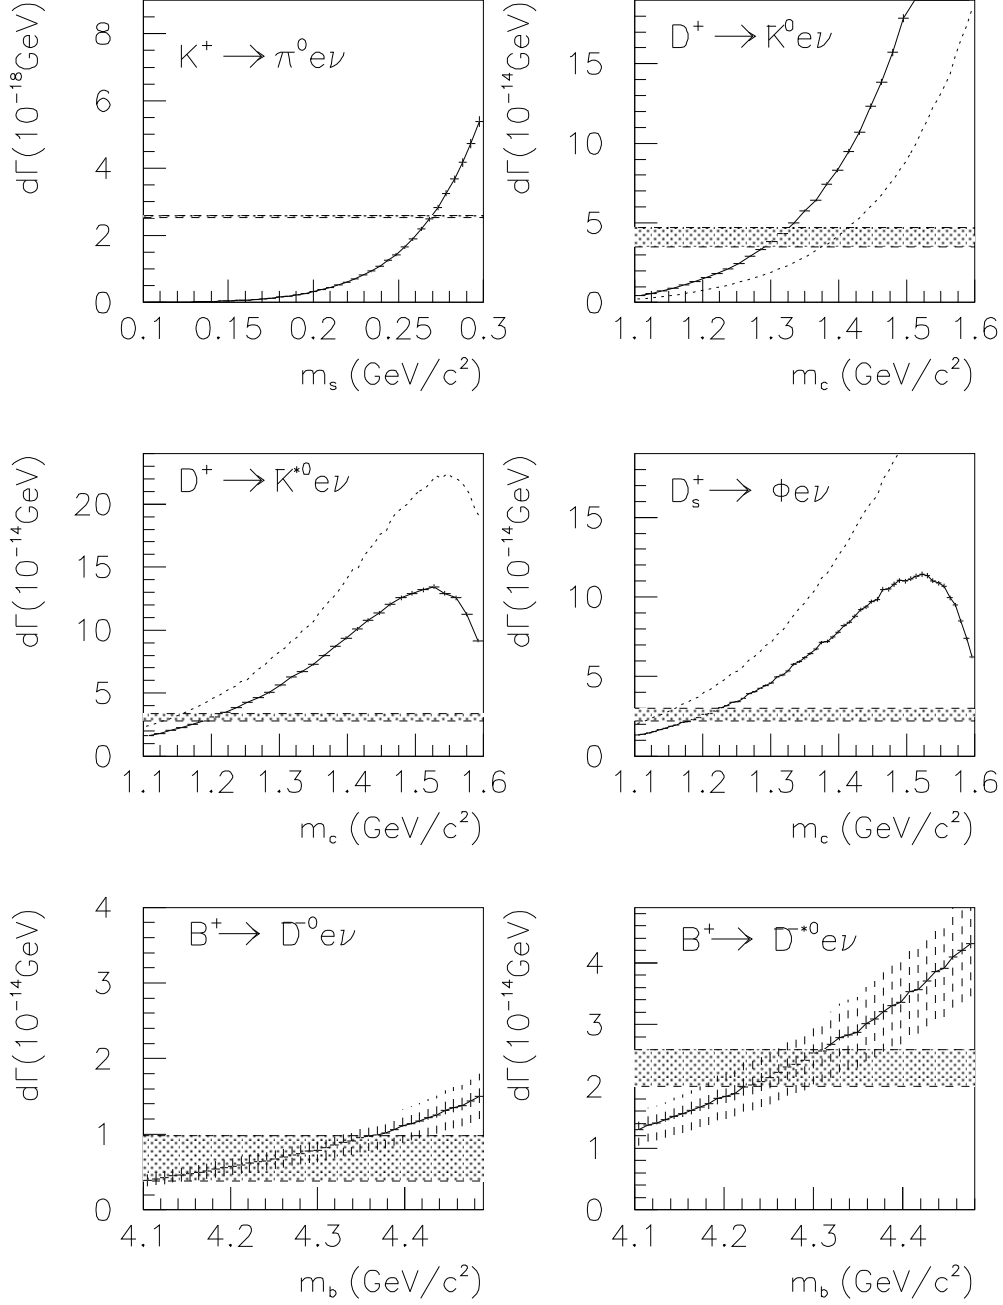 K⁺ → π⁰eν
dΓ(10⁻¹⁸GeV)
8
6
4
2
0
0.1 0.15 0.2 0.25 0.3
mₛ (GeV/c²)
D⁺ → K̄⁰eν
dΓ(10⁻¹⁴GeV)
15
10
5
0
1.1 1.2 1.3 1.4 1.5 1.6
m_c (GeV/c²)
D⁺ → K̄*⁰eν
dΓ(10⁻¹⁴GeV)
20
15
10
5
0
1.1 1.2 1.3 1.4 1.5 1.6
m_c (GeV/c²)
Dₛ⁺ → Φeν
dΓ(10⁻¹⁴GeV)
15
10
5
0
1.1 1.2 1.3 1.4 1.5 1.6
m_c (GeV/c²)
B⁺ → D̄⁰eν
dΓ(10⁻¹⁴GeV)
4
3
2
1
0
4.1 4.2 4.3 4.4
m_b (GeV/c²)
B⁺ → D̄*⁰eν
dΓ(10⁻¹⁴GeV)
4
3
2
1
0
4.1 4.2 4.3 4.4
m_b (GeV/c²)